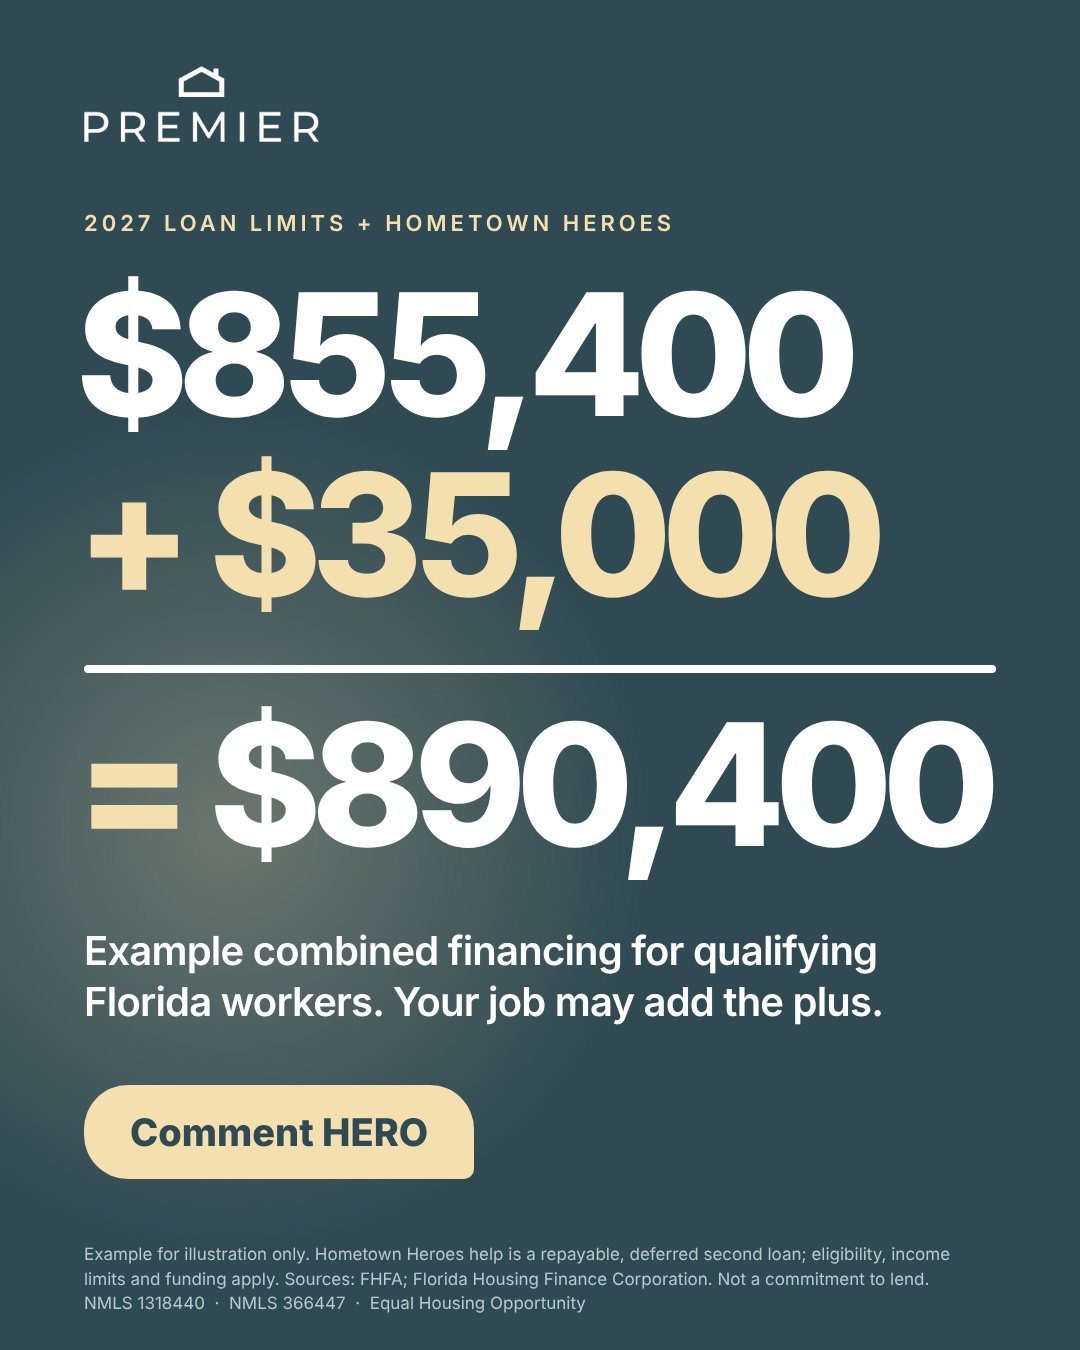 PREMIER
2027 LOAN LIMITS + HOMETOWN HEROES
$855,400
+ $35,000
= $890,400
Example combined financing for qualifying
Florida workers. Your job may add the plus.
Comment HERO
Example for illustration only. Hometown Heroes help is a repayable, deferred second loan; eligibility, income
limits and funding apply. Sources: FHFA; Florida Housing Finance Corporation. Not a commitment to lend.
NMLS 1318440 · NMLS 366447 · Equal Housing Opportunity